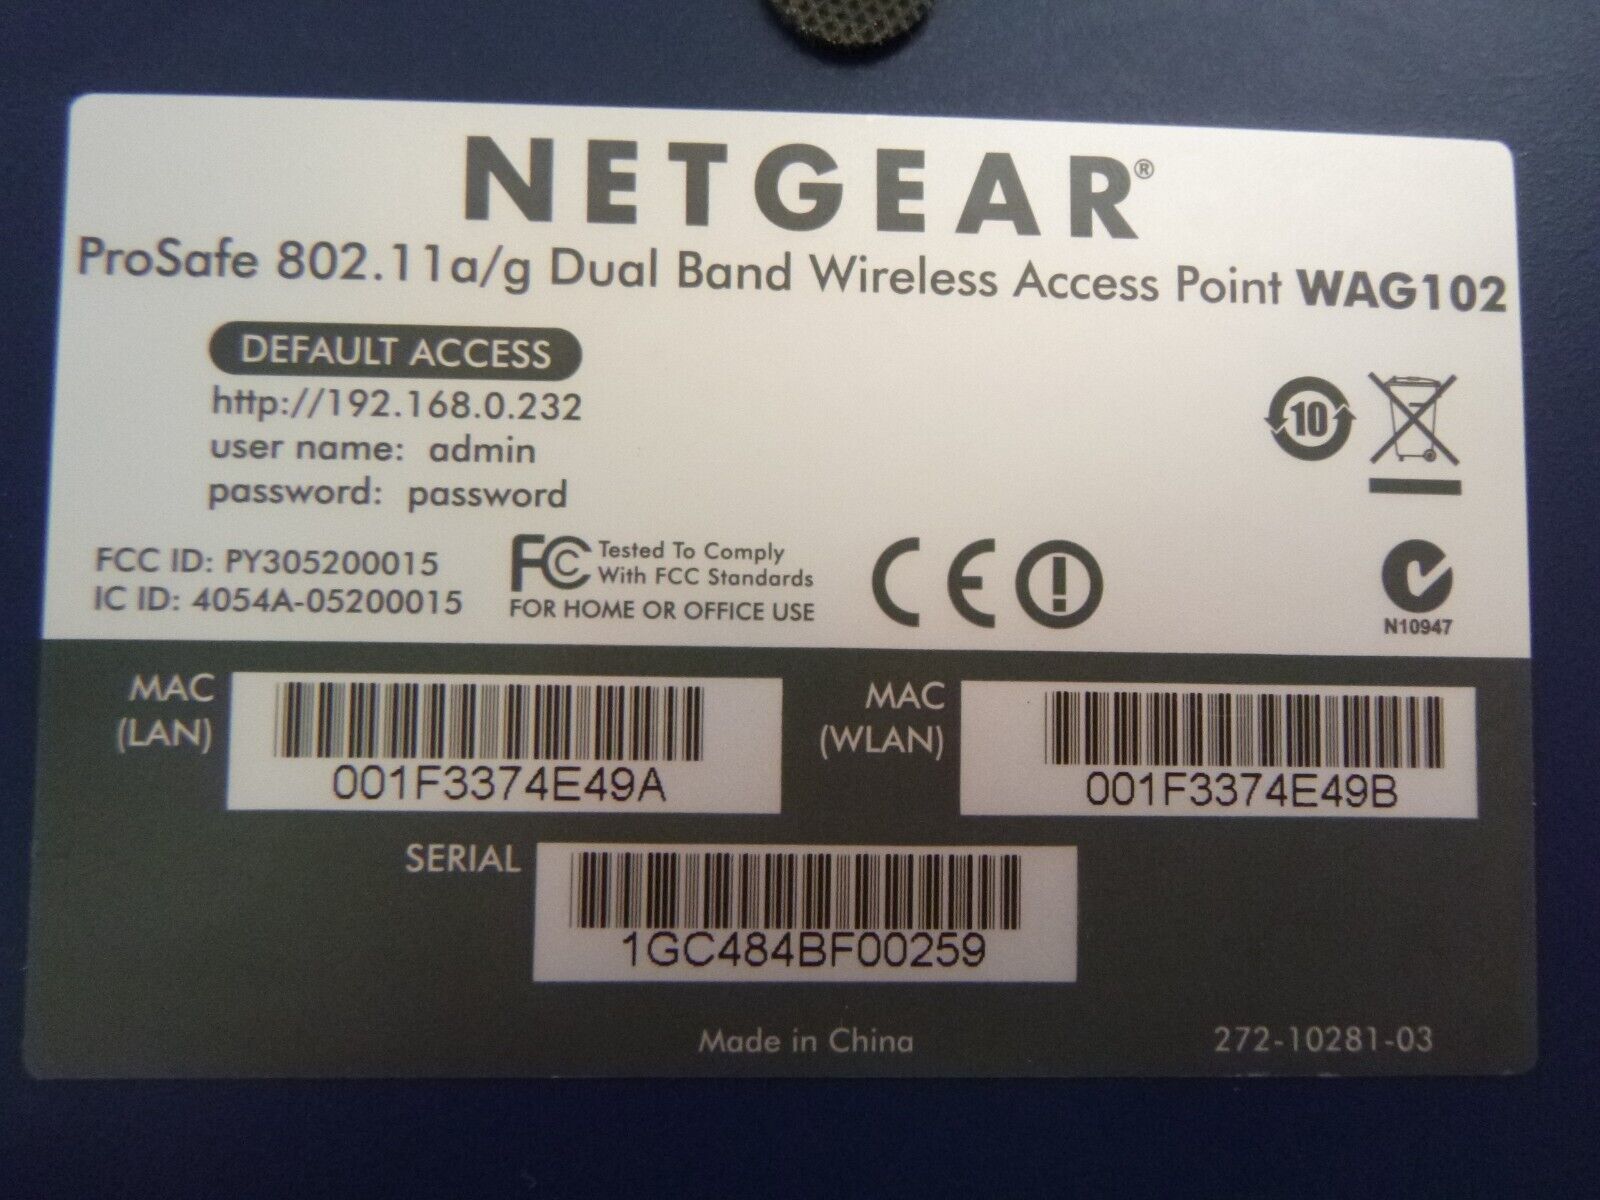 NETGEAR®
ProSafe 802.11a/g Dual Band Wireless Access Point WAG102
DEFAULT ACCESS
http://192.168.0.232
user name: admin
password: password
10
FCC ID: PY305200015
IC ID: 4054A-05200015
FC Tested To Comply
With FCC Standards
FOR HOME OR OFFICE USE
CE
N10947
MAC
(LAN)
001F3374E49A
MAC
(WLAN)
001F3374E49B
SERIAL
1GC484BF00259
Made in China
272-10281-03